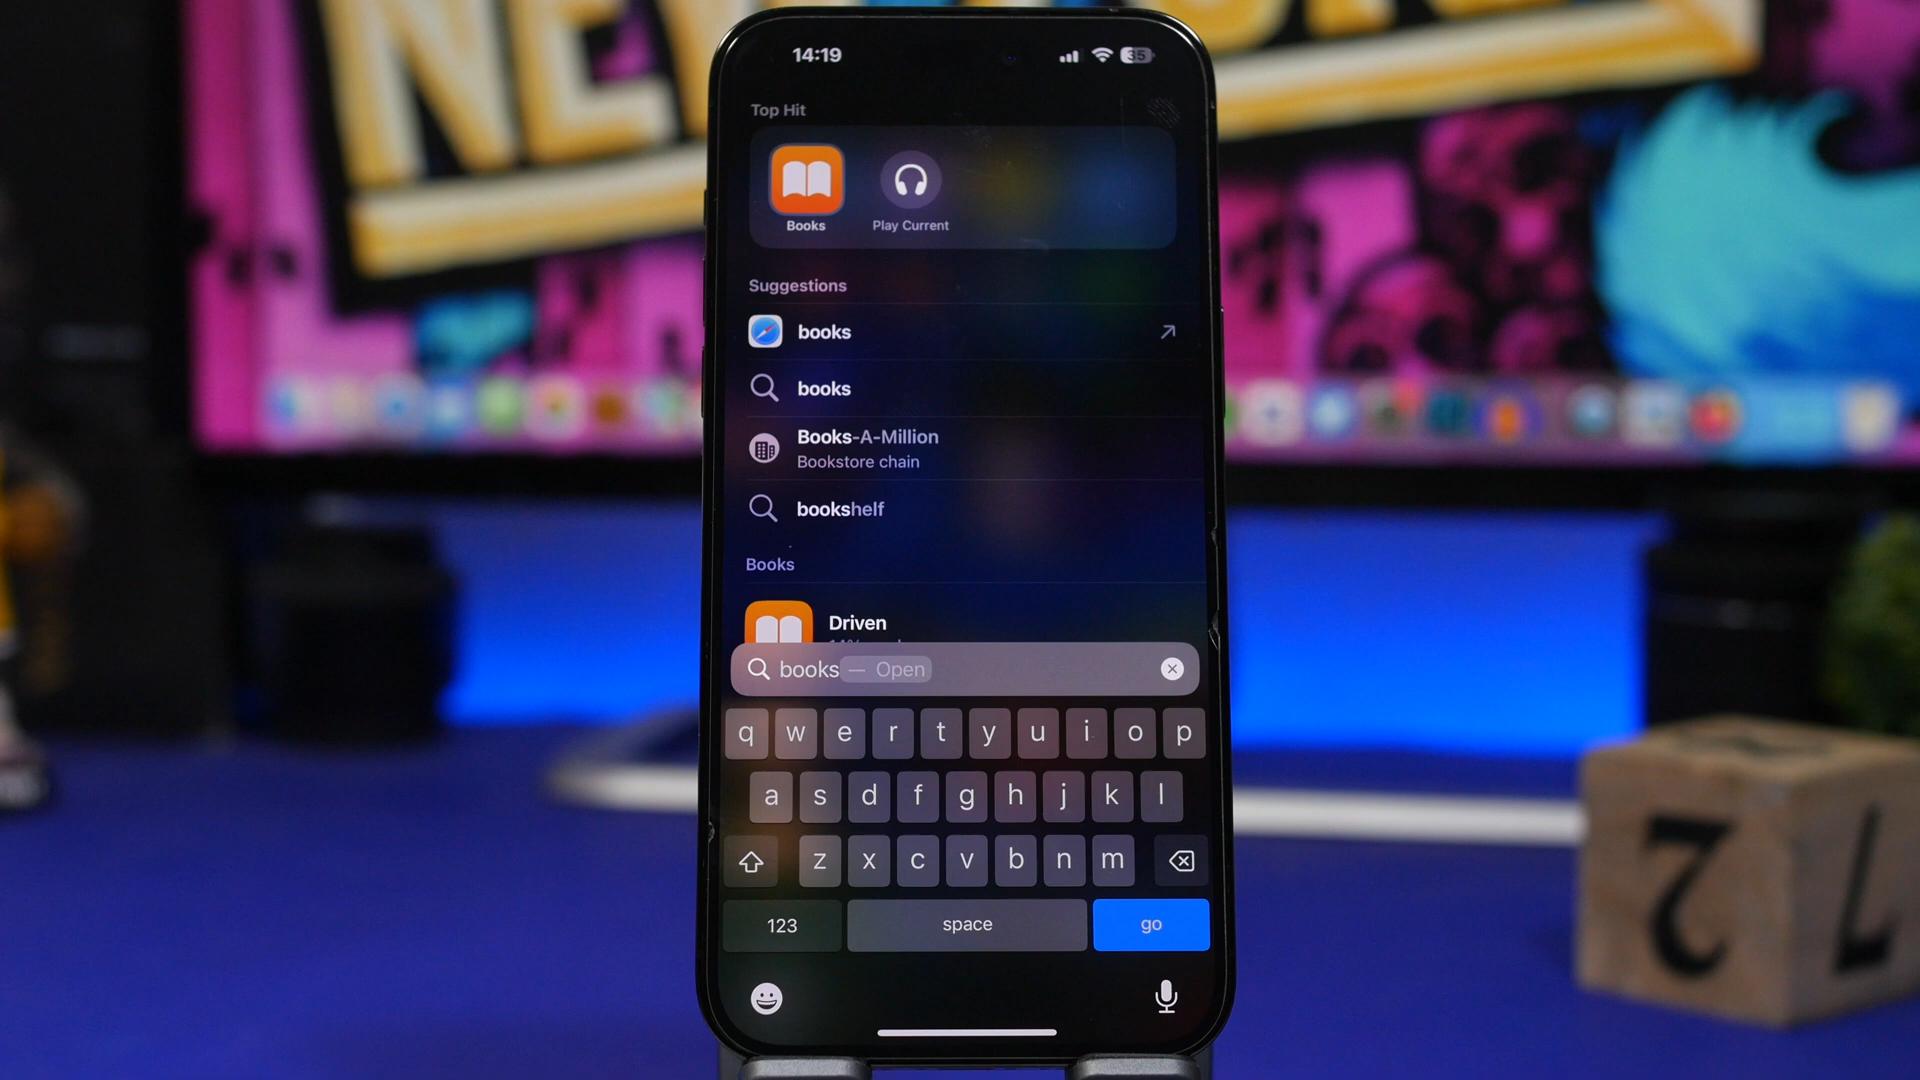 14:19
35
Top Hit
Books
Play Current
Suggestions
books
books
Books-A-Million
Bookstore chain
bookshelf
Books
Driven
books — Open
q w e r t y u i o p
a s d f g h j k l
z x c v b n m
123 space go
2